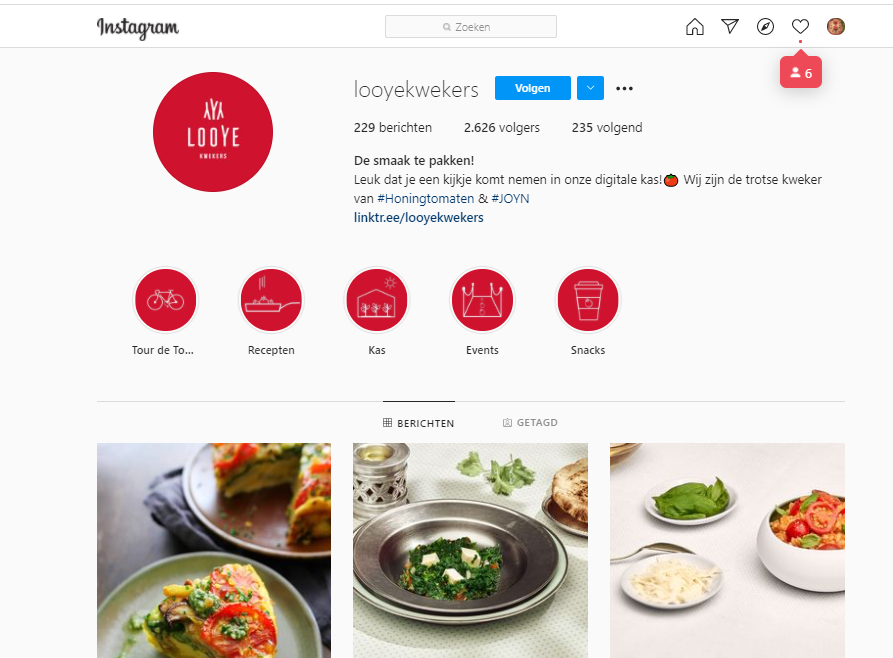 Instagram
Zoeken
6
LOOYE
KWEKERS
looyekwekers
Volgen
229 berichten 2.626 volgers 235 volgend
De smaak te pakken!
Leuk dat je een kijkje komt nemen in onze digitale kas!🍅 Wij zijn de trotse kweker
van #Honingtomaten & #JOYN
linktr.ee/looyekwekers
Tour de To... Recepten Kas Events Snacks
BERICHTEN GETAGD